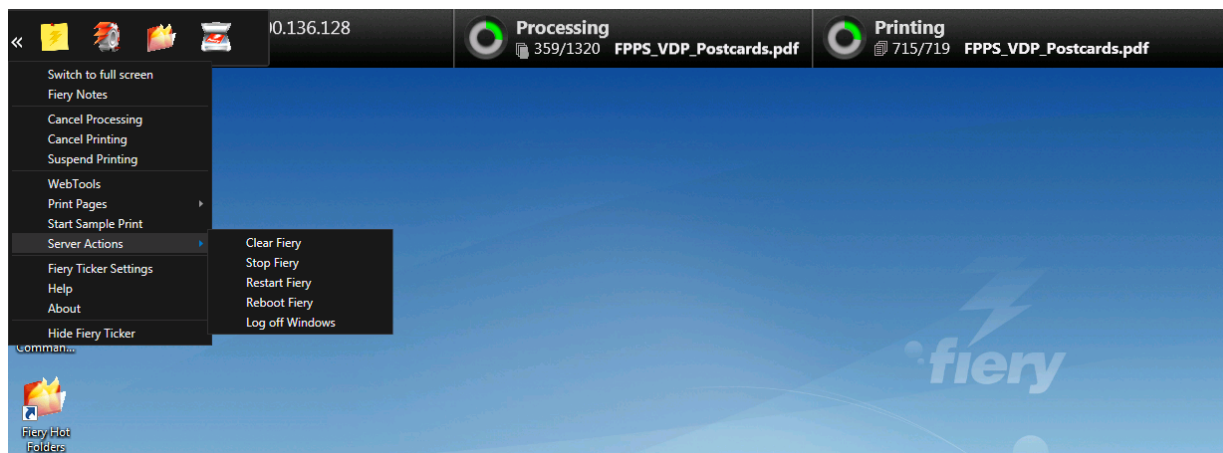 «
0.136.128
Processing
359/1320 FPPS_VDP_Postcards.pdf
Printing
715/719 FPPS_VDP_Postcards.pdf
Switch to full screen
Fiery Notes
Cancel Processing
Cancel Printing
Suspend Printing
WebTools
Print Pages
Start Sample Print
Server Actions
Clear Fiery
Stop Fiery
Restart Fiery
Reboot Fiery
Log off Windows
Fiery Ticker Settings
Help
About
Hide Fiery Ticker
Comman...
Fiery Hot
Folders
fiery